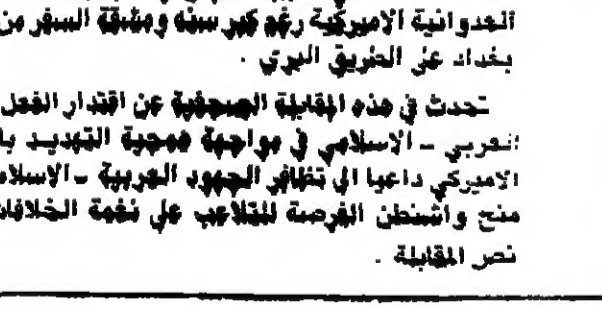 العدوانية الاميركية رغم كبر سنه ومشقة السفر من
بغداد عن الطريق البري .
تحدث في هذه المقابلة الصحفية عن اقتدار الفعل
العربي - الاسلامي في مواجهة همجية التهديد
الاميركي داعيا الى تظافر الجهود العربية - الاسلامية
منح واشنطن الفرصة للتلاعب على نغمة الخلافات
نص المقابلة .